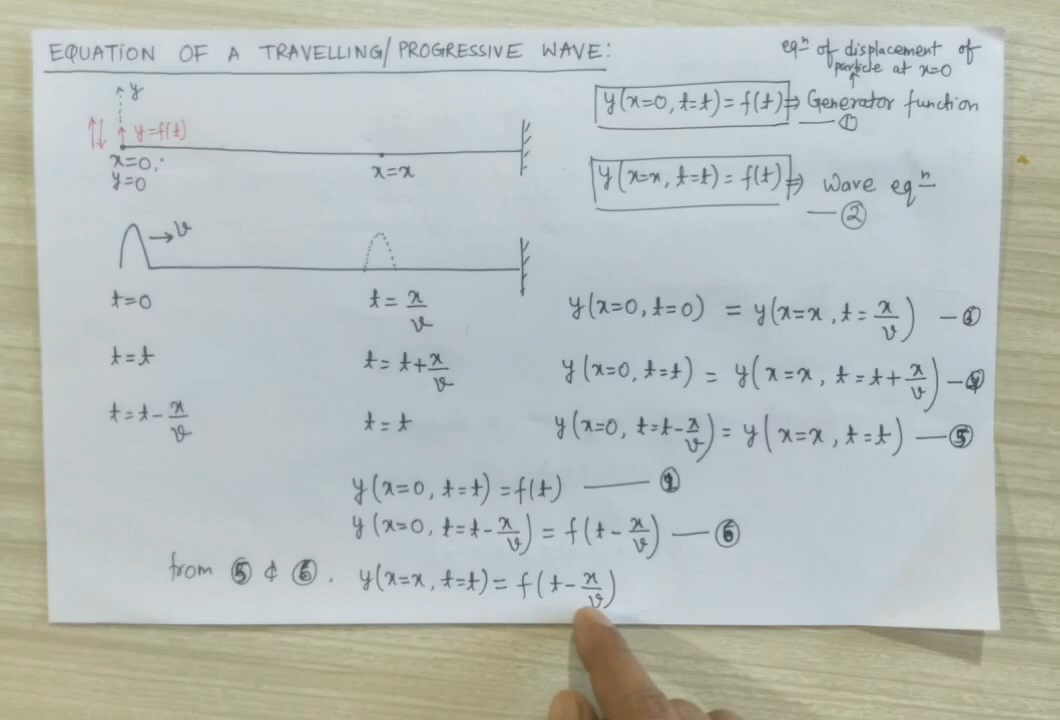 EQUATION OF A TRAVELLING/PROGRESSIVE WAVE:
eqⁿ of displacement of
particle at x=0
y
y(x=0, t=t) = f(t) ⇒ Generator function
— ①
y=f(t)
x=0,
y=0
x=x
y(x=x, t=t) = f(t) ⇒ Wave eqⁿ
— ②
→v
t=0
t= x/v
y(x=0, t=0) = y(x=x, t= x/v) — ③
t=t
t= t+x/v
y(x=0, t=t) = y(x=x, t=t+x/v) — ④
t=t-x/v
t=t
y(x=0, t=t-x/v) = y(x=x, t=t) — ⑤
y(x=0, t=t) = f(t) — ①
y(x=0, t=t-x/v) = f(t-x/v) — ⑥
from ⑤ & ⑥, y(x=x, t=t) = f(t-x/v)